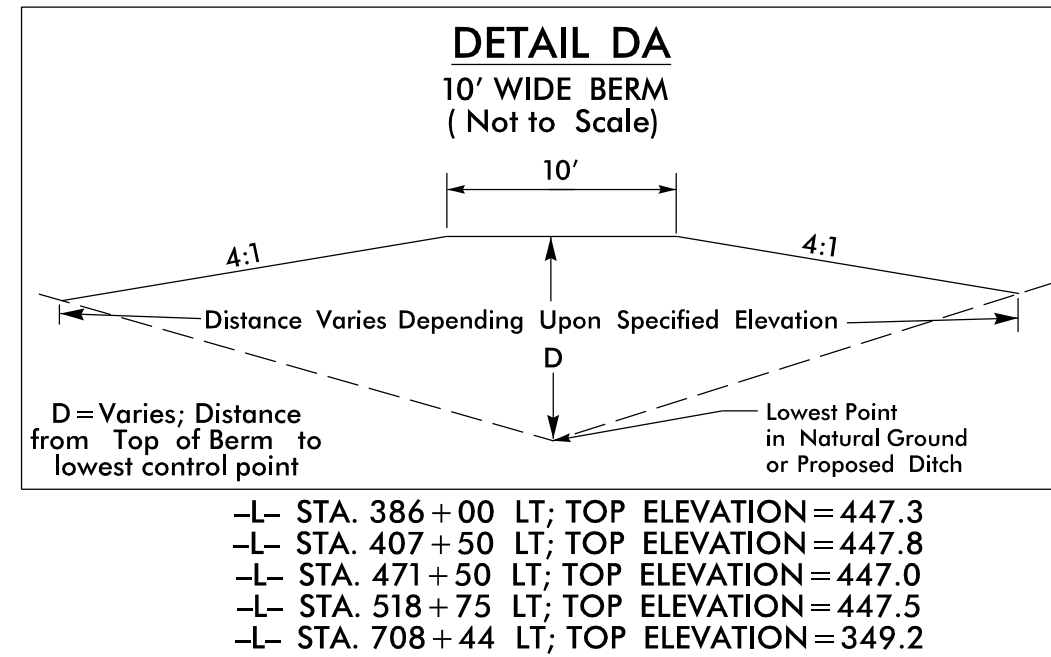 DETAIL DA
10' WIDE BERM
( Not to Scale)
10'
4:1
4:1
Distance Varies Depending Upon Specified Elevation
D
D=Varies; Distance
from Top of Berm to
lowest control point
Lowest Point
in Natural Ground
or Proposed Ditch
-L- STA. 386+00 LT; TOP ELEVATION=447.3
-L- STA. 407+50 LT; TOP ELEVATION=447.8
-L- STA. 471+50 LT; TOP ELEVATION=447.0
-L- STA. 518+75 LT; TOP ELEVATION=447.5
-L- STA. 708+44 LT; TOP ELEVATION=349.2